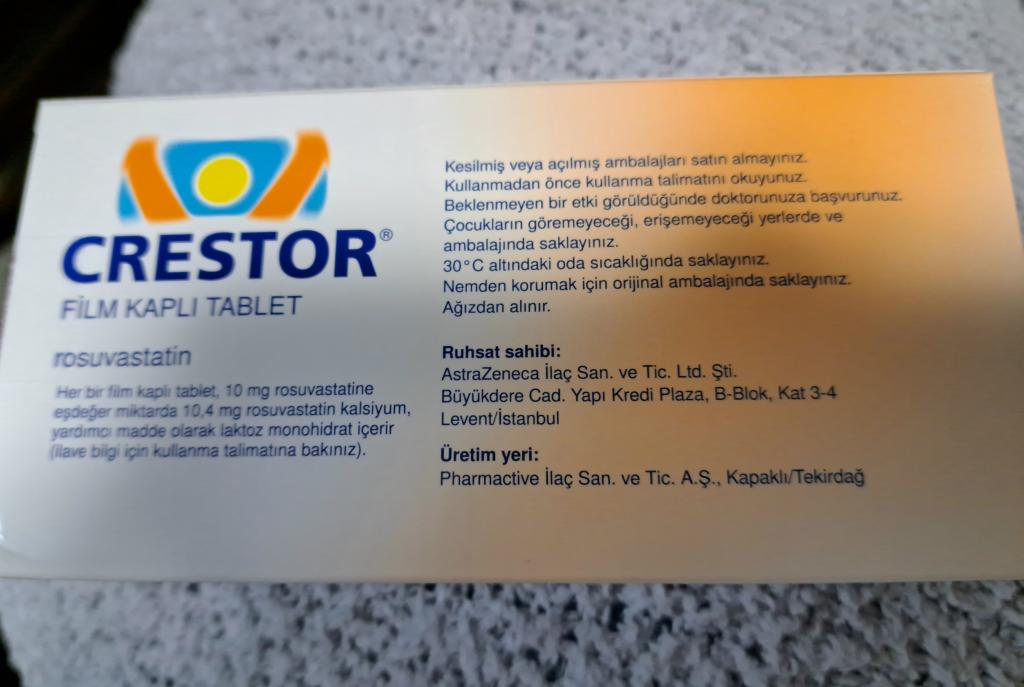 CRESTOR®
FİLM KAPLI TABLET
rosuvastatin
Her bir film kaplı tablet, 10 mg rosuvastatine
eşdeğer miktarda 10,4 mg rosuvastatin kalsiyum,
yardımcı madde olarak laktoz monohidrat içerir
(ilave bilgi için kullanma talimatına bakınız).
Kesilmiş veya açılmış ambalajları satın almayınız.
Kullanmadan önce kullanma talimatını okuyunuz.
Beklenmeyen bir etki görüldüğünde doktorunuza başvurunuz.
Çocukların göremeyeceği, erişemeyeceği yerlerde ve
ambalajında saklayınız.
30°C altındaki oda sıcaklığında saklayınız.
Nemden korumak için orijinal ambalajında saklayınız.
Ağızdan alınır.
Ruhsat sahibi:
AstraZeneca İlaç San. ve Tic. Ltd. Şti.
Büyükdere Cad. Yapı Kredi Plaza, B-Blok, Kat 3-4
Levent/İstanbul
Üretim yeri:
Pharmactive İlaç San. ve Tic. A.Ş., Kapaklı/Tekirdağ